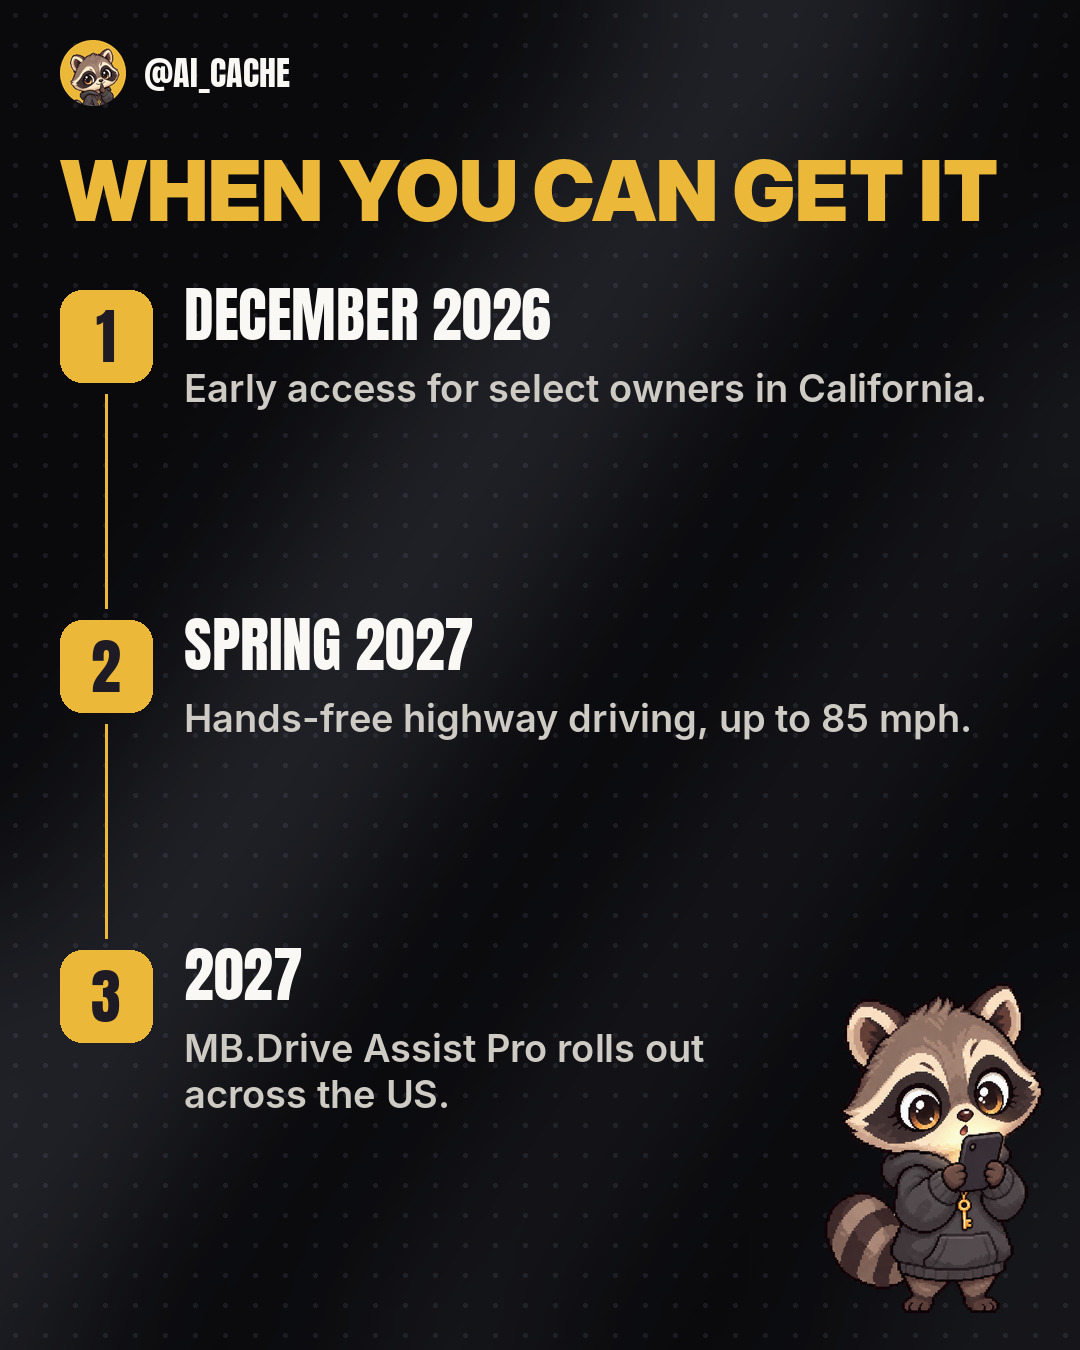 @AI_CACHE
WHEN YOU CAN GET IT
1
DECEMBER 2026
Early access for select owners in California.
2
SPRING 2027
Hands-free highway driving, up to 85 mph.
3
2027
MB.Drive Assist Pro rolls out
across the US.